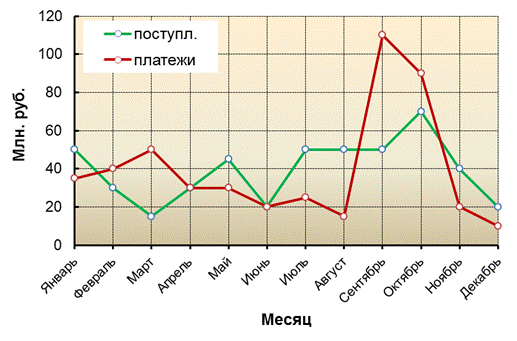 120
100
80
60
40
20
0
Млн. руб.
поступл.
платежи
Январь
Февраль
Март
Апрель
Май
Июнь
Июль
Август
Сентябрь
Октябрь
Ноябрь
Декабрь
Месяц